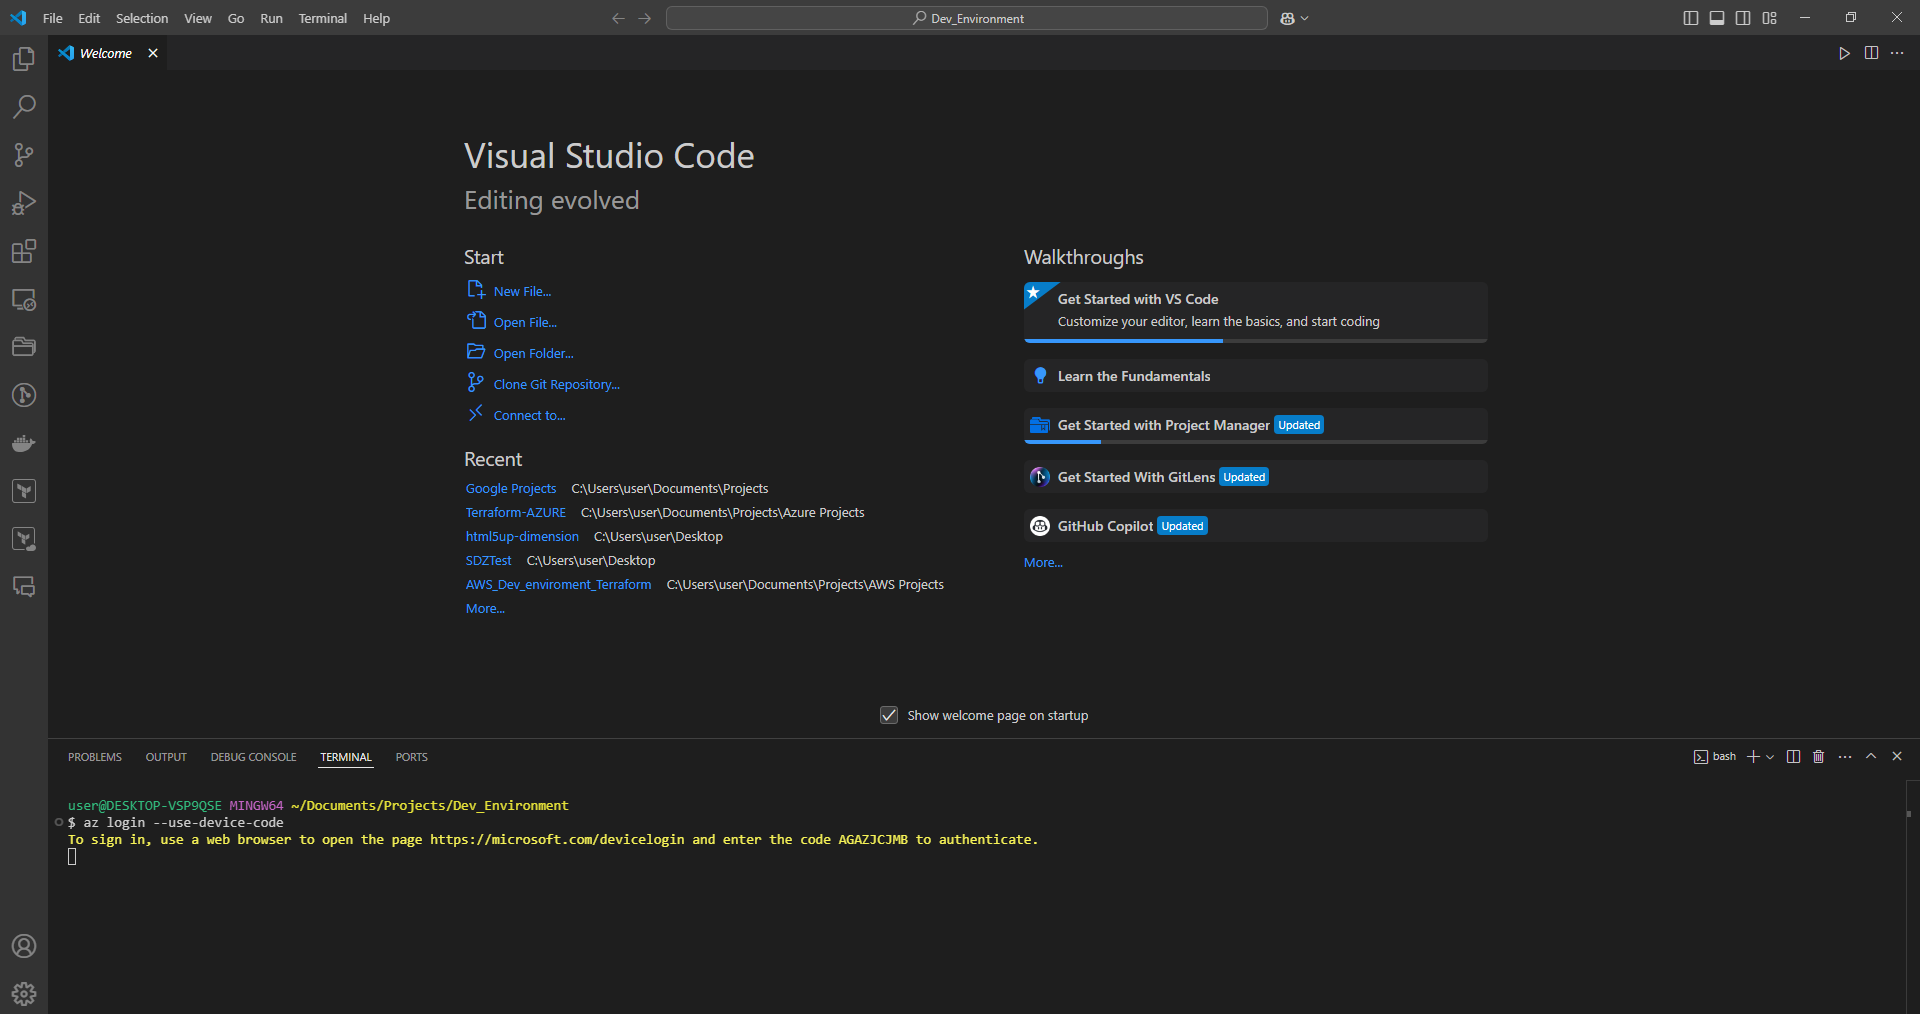 File Edit Selection View Go Run Terminal Help
Dev_Environment
Welcome
Visual Studio Code
Editing evolved
Start
New File...
Open File...
Open Folder...
Clone Git Repository...
Connect to...
Recent
Google Projects C:\Users\user\Documents\Projects
Terraform-AZURE C:\Users\user\Documents\Projects\Azure Projects
html5up-dimension C:\Users\user\Desktop
SDZTest C:\Users\user\Desktop
AWS_Dev_enviroment_Terraform C:\Users\user\Documents\Projects\AWS Projects
More...
Walkthroughs
Get Started with VS Code
Customize your editor, learn the basics, and start coding
Learn the Fundamentals
Get Started with Project Manager Updated
Get Started With GitLens Updated
GitHub Copilot Updated
More...
Show welcome page on startup
PROBLEMS OUTPUT DEBUG CONSOLE TERMINAL PORTS
bash
user@DESKTOP-VSP9QSE MINGW64 ~/Documents/Projects/Dev_Environment
$ az login --use-device-code
To sign in, use a web browser to open the page https://microsoft.com/devicelogin and enter the code AGAZJCJMB to authenticate.